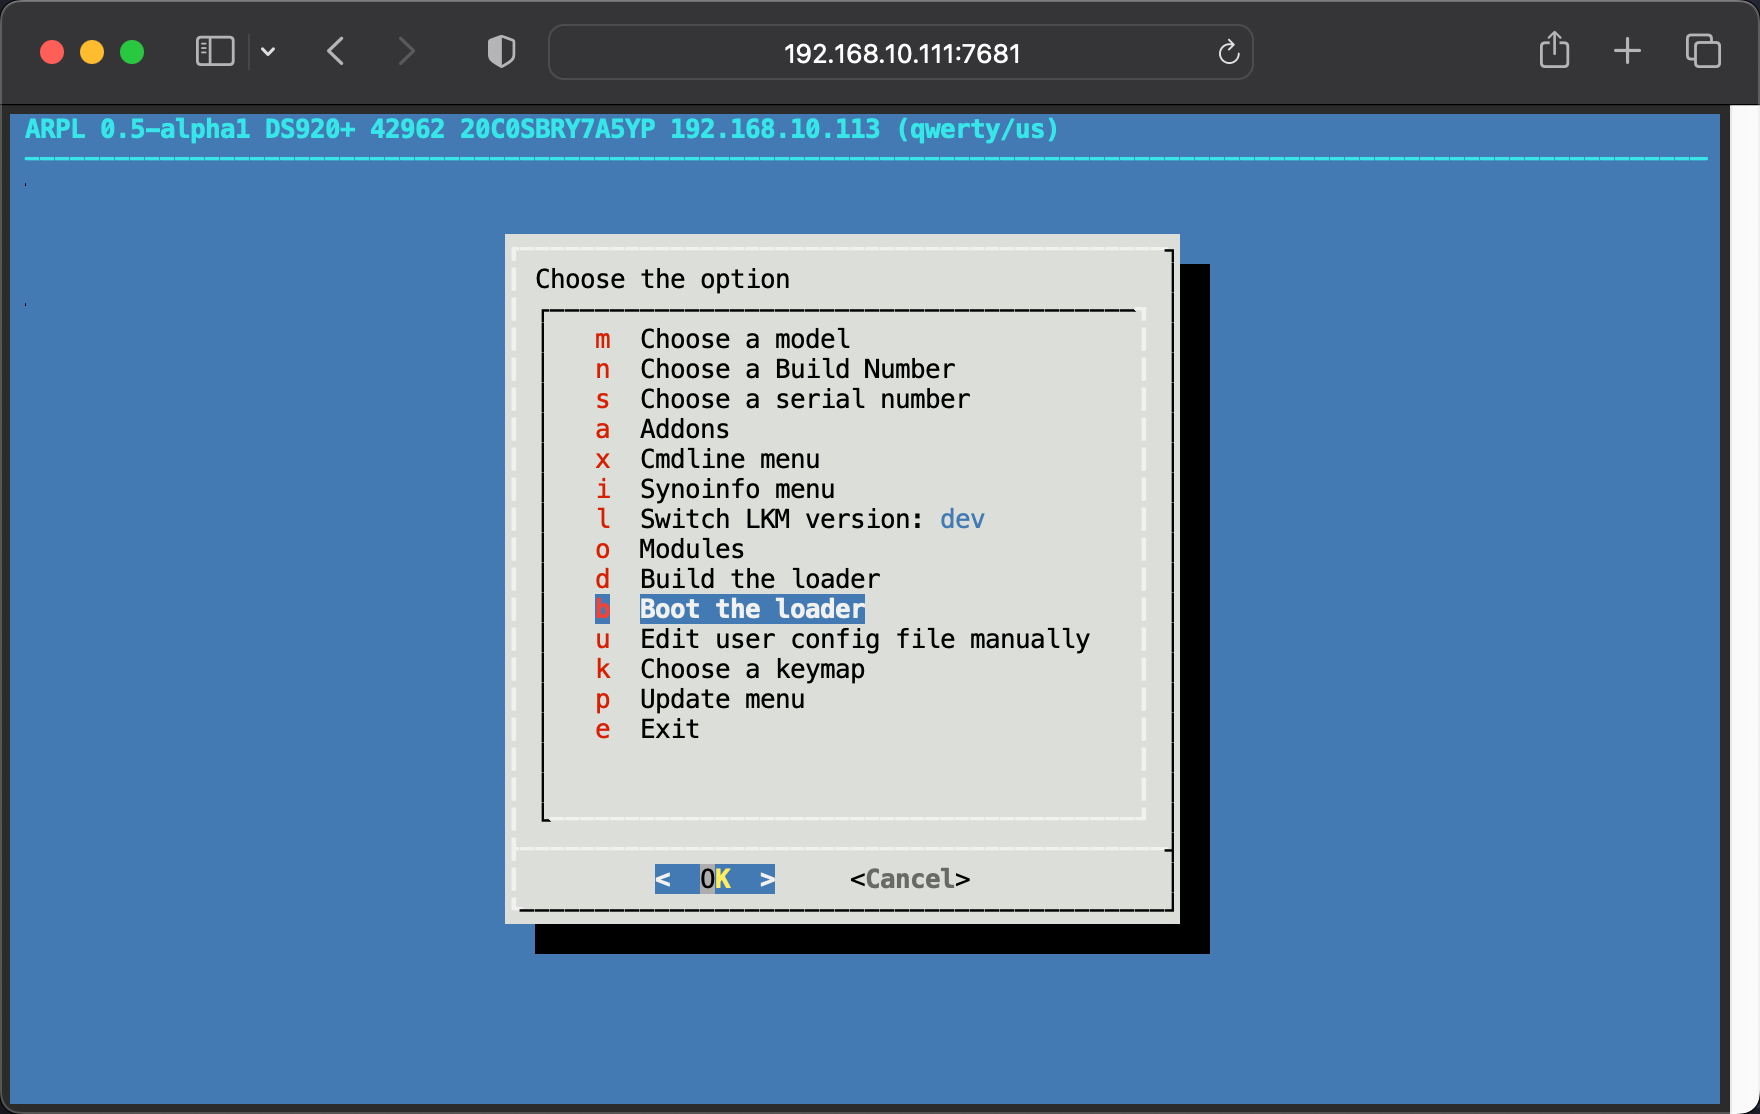 192.168.10.111:7681
ARPL 0.5-alpha1 DS920+ 42962 20C0SBRY7A5YP 192.168.10.113 (qwerty/us)
Choose the option
m Choose a model
n Choose a Build Number
s Choose a serial number
a Addons
x Cmdline menu
i Synoinfo menu
l Switch LKM version: dev
o Modules
d Build the loader
b Boot the loader
u Edit user config file manually
k Choose a keymap
p Update menu
e Exit
< OK > <Cancel>